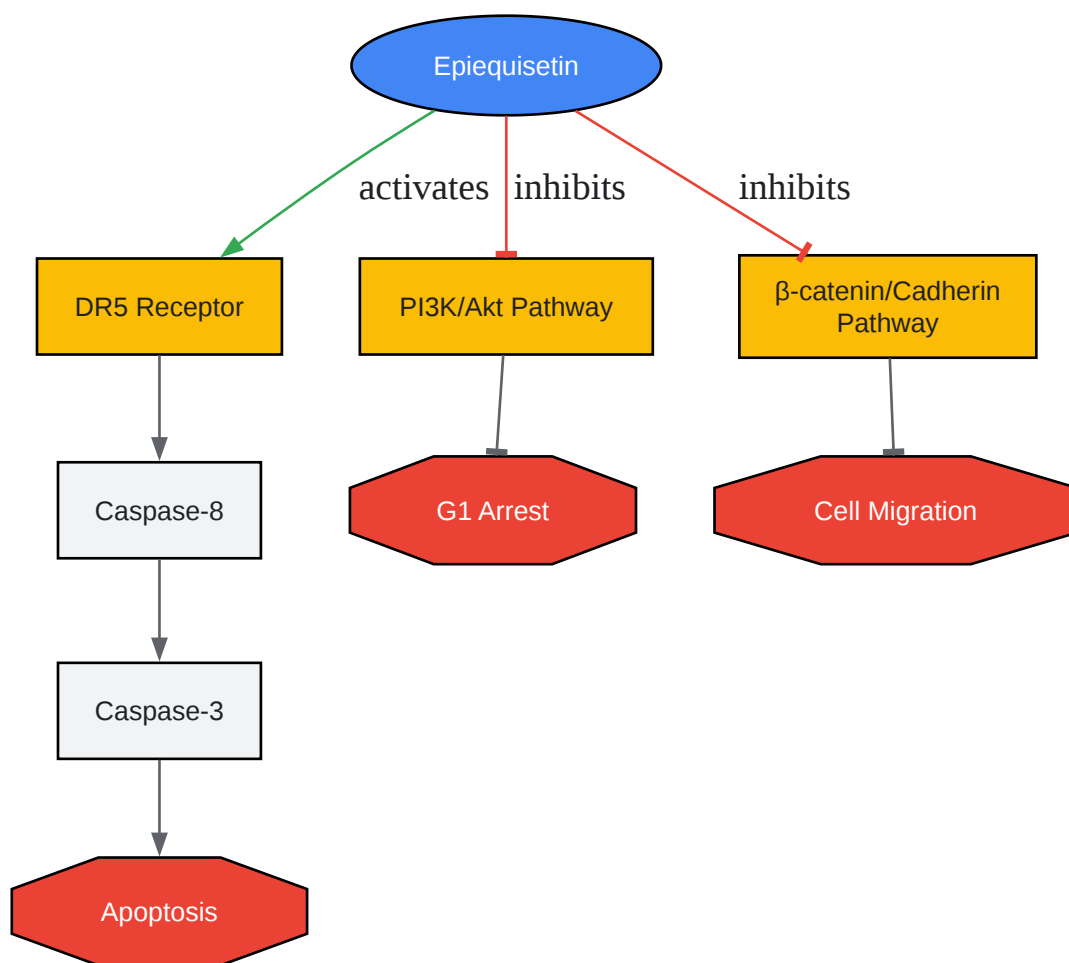 Epiequisetin
activates
inhibits
inhibits
DR5 Receptor
PI3K/Akt Pathway
β-catenin/Cadherin
Pathway
Caspase-8
G1 Arrest
Cell Migration
Caspase-3
Apoptosis